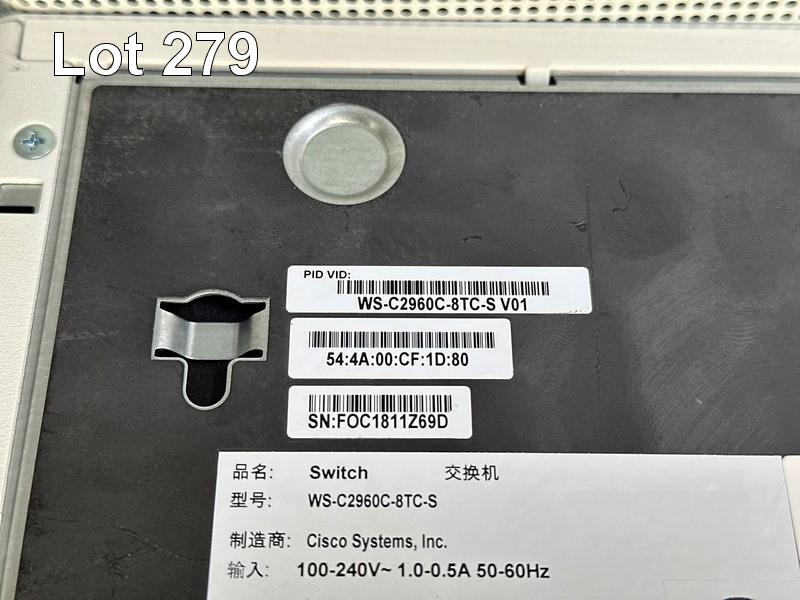 Lot 279
PID VID:
WS-C2960C-8TC-S V01
54:4A:00:CF:1D:80
SN:FOC1811Z69D
品名: Switch 交换机
型号: WS-C2960C-8TC-S
制造商: Cisco Systems, Inc.
输入: 100-240V~ 1.0-0.5A 50-60Hz